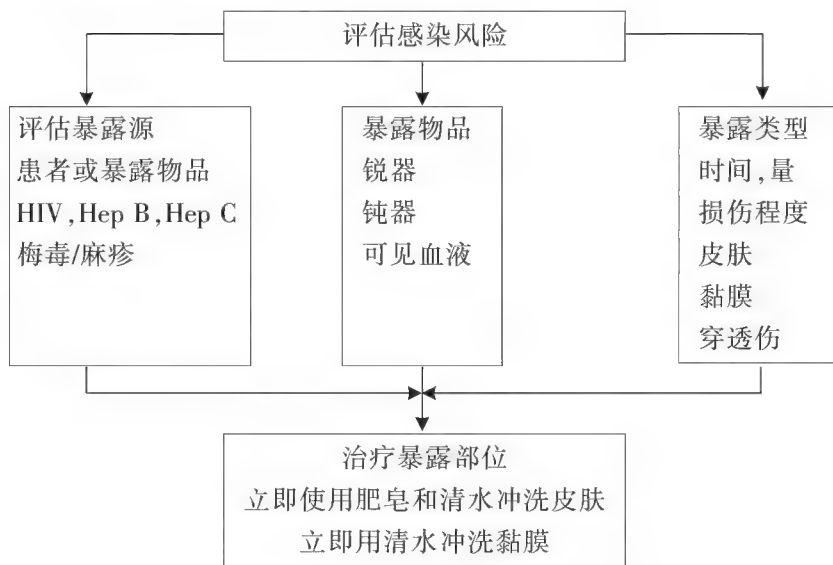 评估感染风险
评估暴露源
患者或暴露物品
HIV,Hep B,Hep C
梅毒/麻疹
暴露物品
锐器
钝器
可见血液
暴露类型
时间,量
损伤程度
皮肤
黏膜
穿透伤
治疗暴露部位
立即使用肥皂和清水冲洗皮肤
立即用清水冲洗黏膜